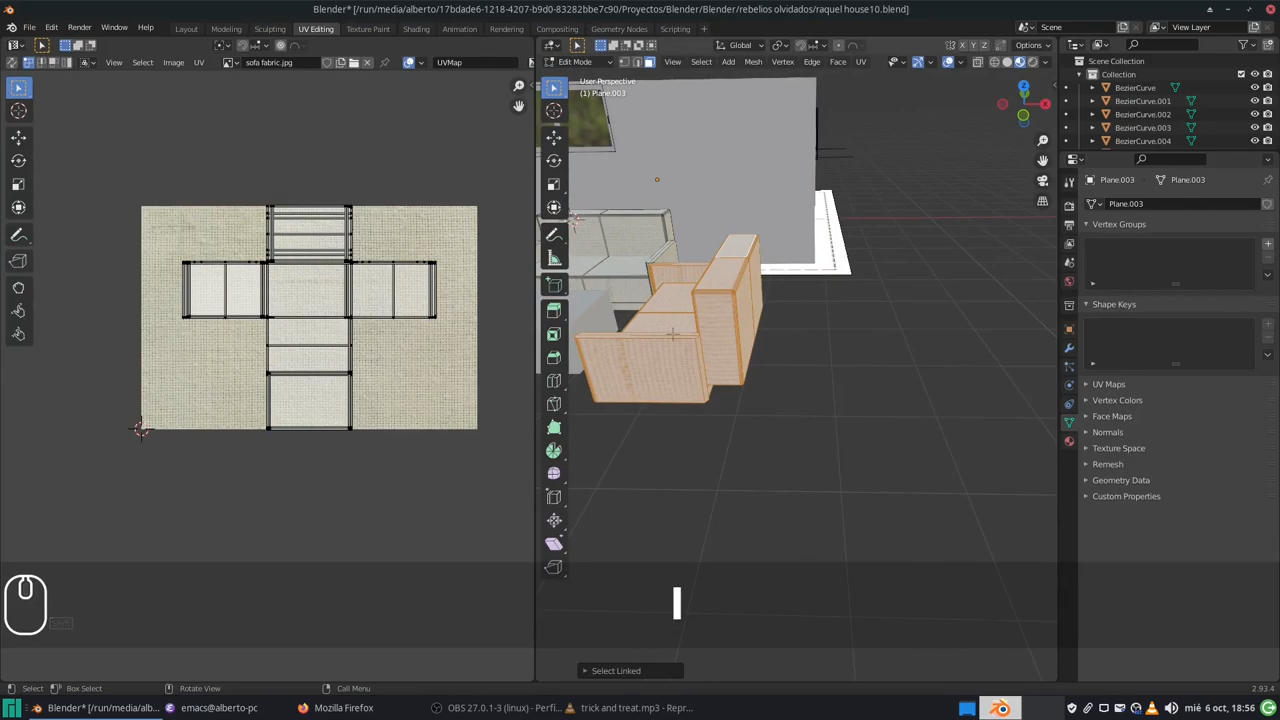 Blender* [/run/media/alberto/17bdade6-1218-4207-b9d0-83282bbe7c90/Proyectos/Blender/Blender/rebelios olvidados/raquel house10.blend]
File Edit Render Window Help Layout Modeling Sculpting UV Editing Texture Paint Shading Animation Rendering Compositing Geometry Nodes Scripting Scene View Layer
Global X Y Z Options
View Select Image UV sofa fabric.jpg UVMap Edit Mode View Select Add Mesh Vertex Edge Face UV Scene Collection
User Perspective
(1) Plane.003
Collection
BezierCurve
BezierCurve.001
BezierCurve.002
BezierCurve.003
BezierCurve.004
Plane.003 Plane.003
Plane.003
Vertex Groups
Shape Keys
UV Maps
Vertex Colors
Face Maps
Normals
Texture Space
Remesh
Geometry Data
Custom Properties
Select Linked
Select Box Select Rotate View Call Menu 2.93.4
Blender* [/run/media/alb... emacs@alberto-pc Mozilla Firefox OBS 27.0.1-3 (linux) - Perfi... trick and treat.mp3 - Repr... mié 6 oct, 18:56